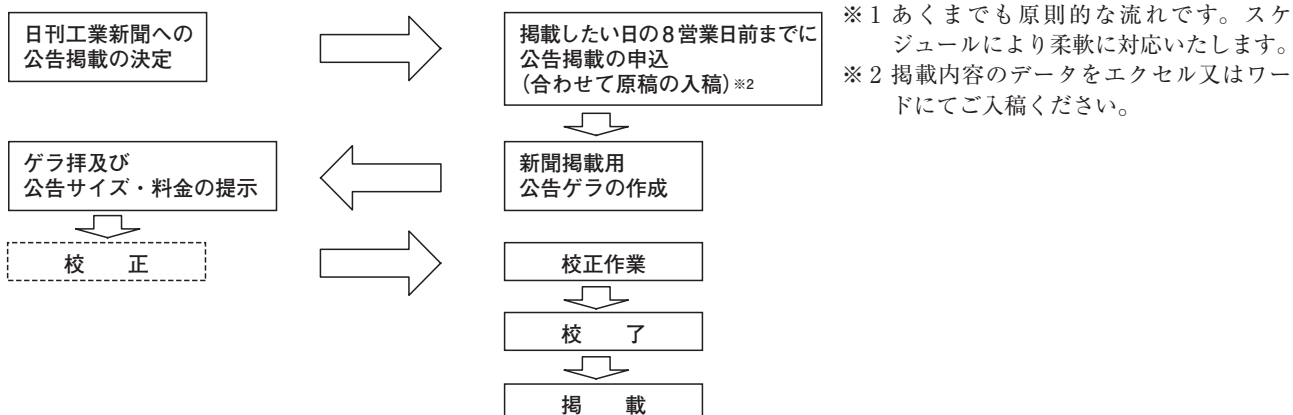 日刊工業新聞への
公告掲載の決定
掲載したい日の8営業日前までに
公告掲載の申込
(合わせて原稿の入稿)※2
※1 あくまでも原則的な流れです。スケ
ジュールにより柔軟に対応いたします。
※2 掲載内容のデータをエクセル又はワー
ドにてご入稿ください。
ゲラ拝及び
公告サイズ・料金の提示
新聞掲載用
公告ゲラの作成
校　正
校正作業
校　了
掲　載